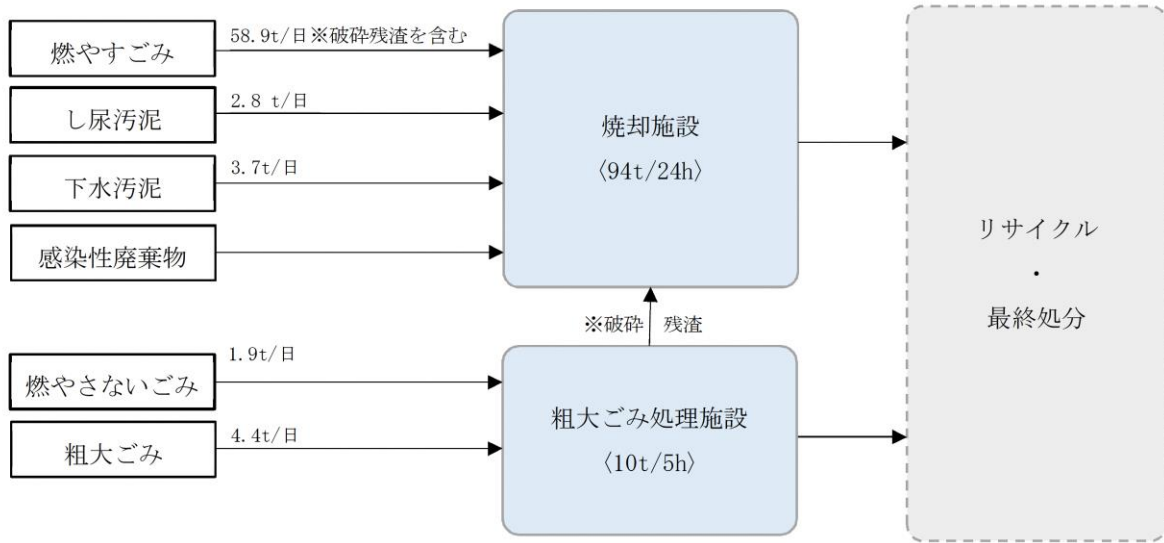 燃やすごみ
58.9t/日※破砕残渣を含む
し尿汚泥
2.8 t/日
下水汚泥
3.7t/日
感染性廃棄物
焼却施設
〈94t/24h〉
※破砕 残渣
燃やさないごみ
1.9t/日
粗大ごみ
4.4t/日
粗大ごみ処理施設
〈10t/5h〉
リサイクル
・
最終処分